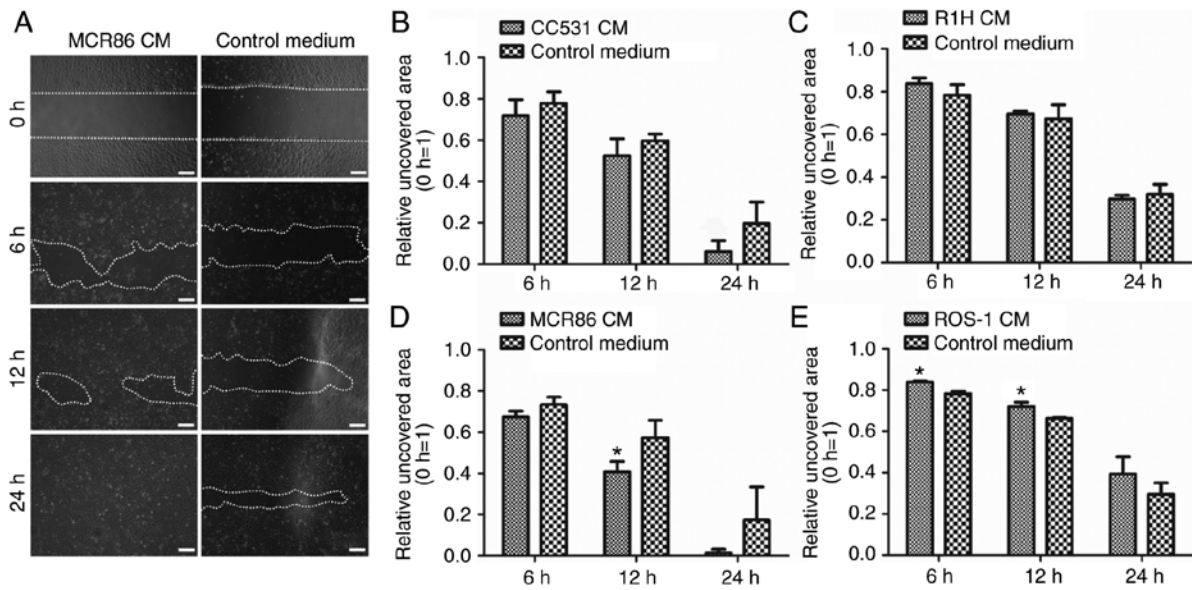 A
MCR86 CM
Control medium
0 h
6 h
12 h
24 h
B
CC531 CM
Control medium
Relative uncovered area
(0 h=1)
1.0
0.8
0.6
0.4
0.2
0.0
6 h
12 h
24 h
C
R1H CM
Control medium
Relative uncovered area
(0 h=1)
1.0
0.8
0.6
0.4
0.2
0.0
6 h
12 h
24 h
D
MCR86 CM
Control medium
Relative uncovered area
(0 h=1)
1.0
0.8
0.6
0.4
0.2
0.0
*
6 h
12 h
24 h
E
ROS-1 CM
Control medium
Relative uncovered area
(0 h=1)
1.0
0.8
0.6
0.4
0.2
0.0
*
*
6 h
12 h
24 h